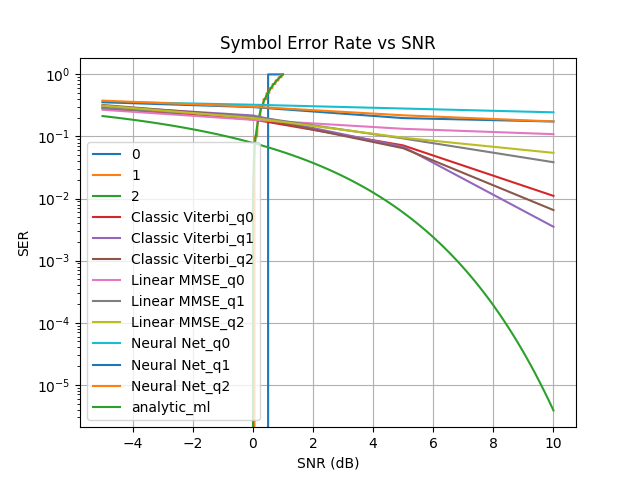 Symbol Error Rate vs SNR
SER
10⁰
10⁻¹
10⁻²
10⁻³
10⁻⁴
10⁻⁵
0
1
2
Classic Viterbi_q0
Classic Viterbi_q1
Classic Viterbi_q2
Linear MMSE_q0
Linear MMSE_q1
Linear MMSE_q2
Neural Net_q0
Neural Net_q1
Neural Net_q2
analytic_ml
−4 −2 0 2 4 6 8 10
SNR (dB)